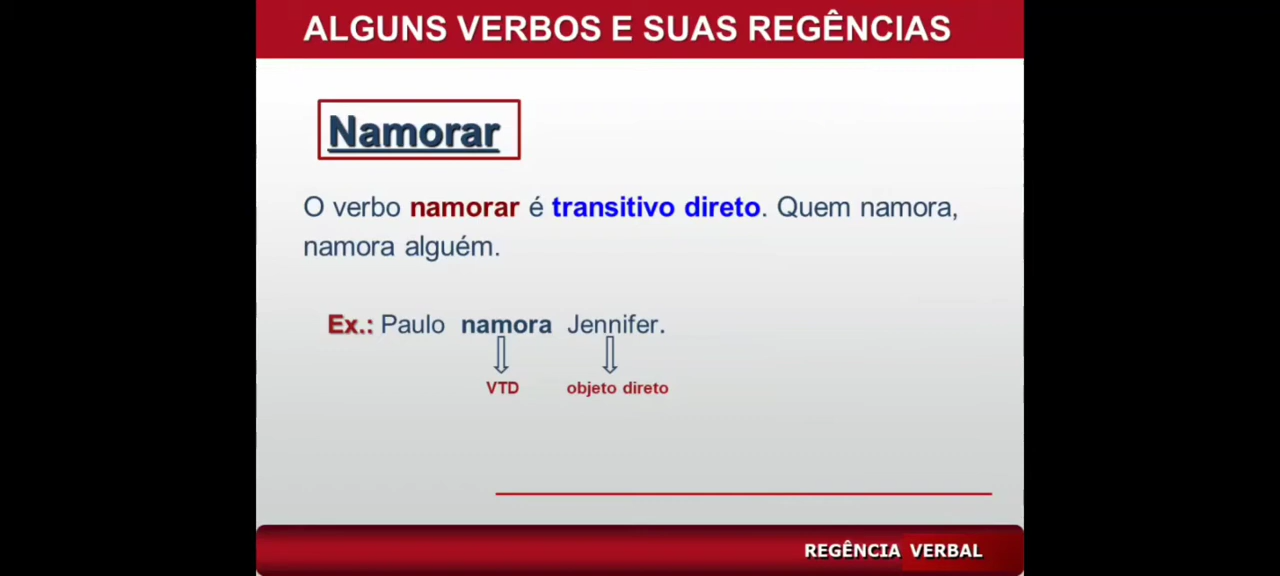 ALGUNS VERBOS E SUAS REGÊNCIAS
Namorar
O verbo namorar é transitivo direto. Quem namora,
namora alguém.
Ex.: Paulo namora Jennifer.
VTD objeto direto
REGÊNCIA VERBAL